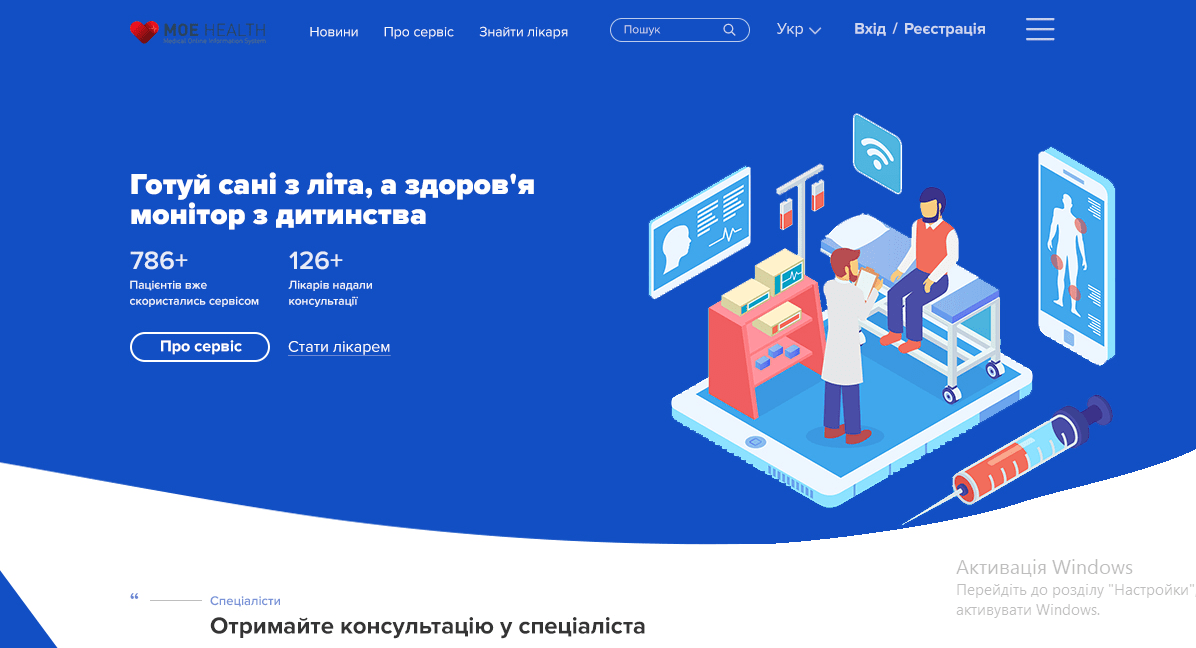 МОЕ HEALTH
Medical Online Information System
Новини
Про сервіс
Знайти лікаря
Пошук
Укр
Вхід / Реєстрація
Готуй сані з літа, а здоров'я
монітор з дитинства
786+
Пацієнтів вже
скористались сервісом
126+
Лікарів надали
консультації
Про сервіс
Стати лікарем
Активація Windows
Перейдіть до розділу "Настройки",
активувати Windows.
“
Спеціалісти
Отримайте консультацію у спеціаліста